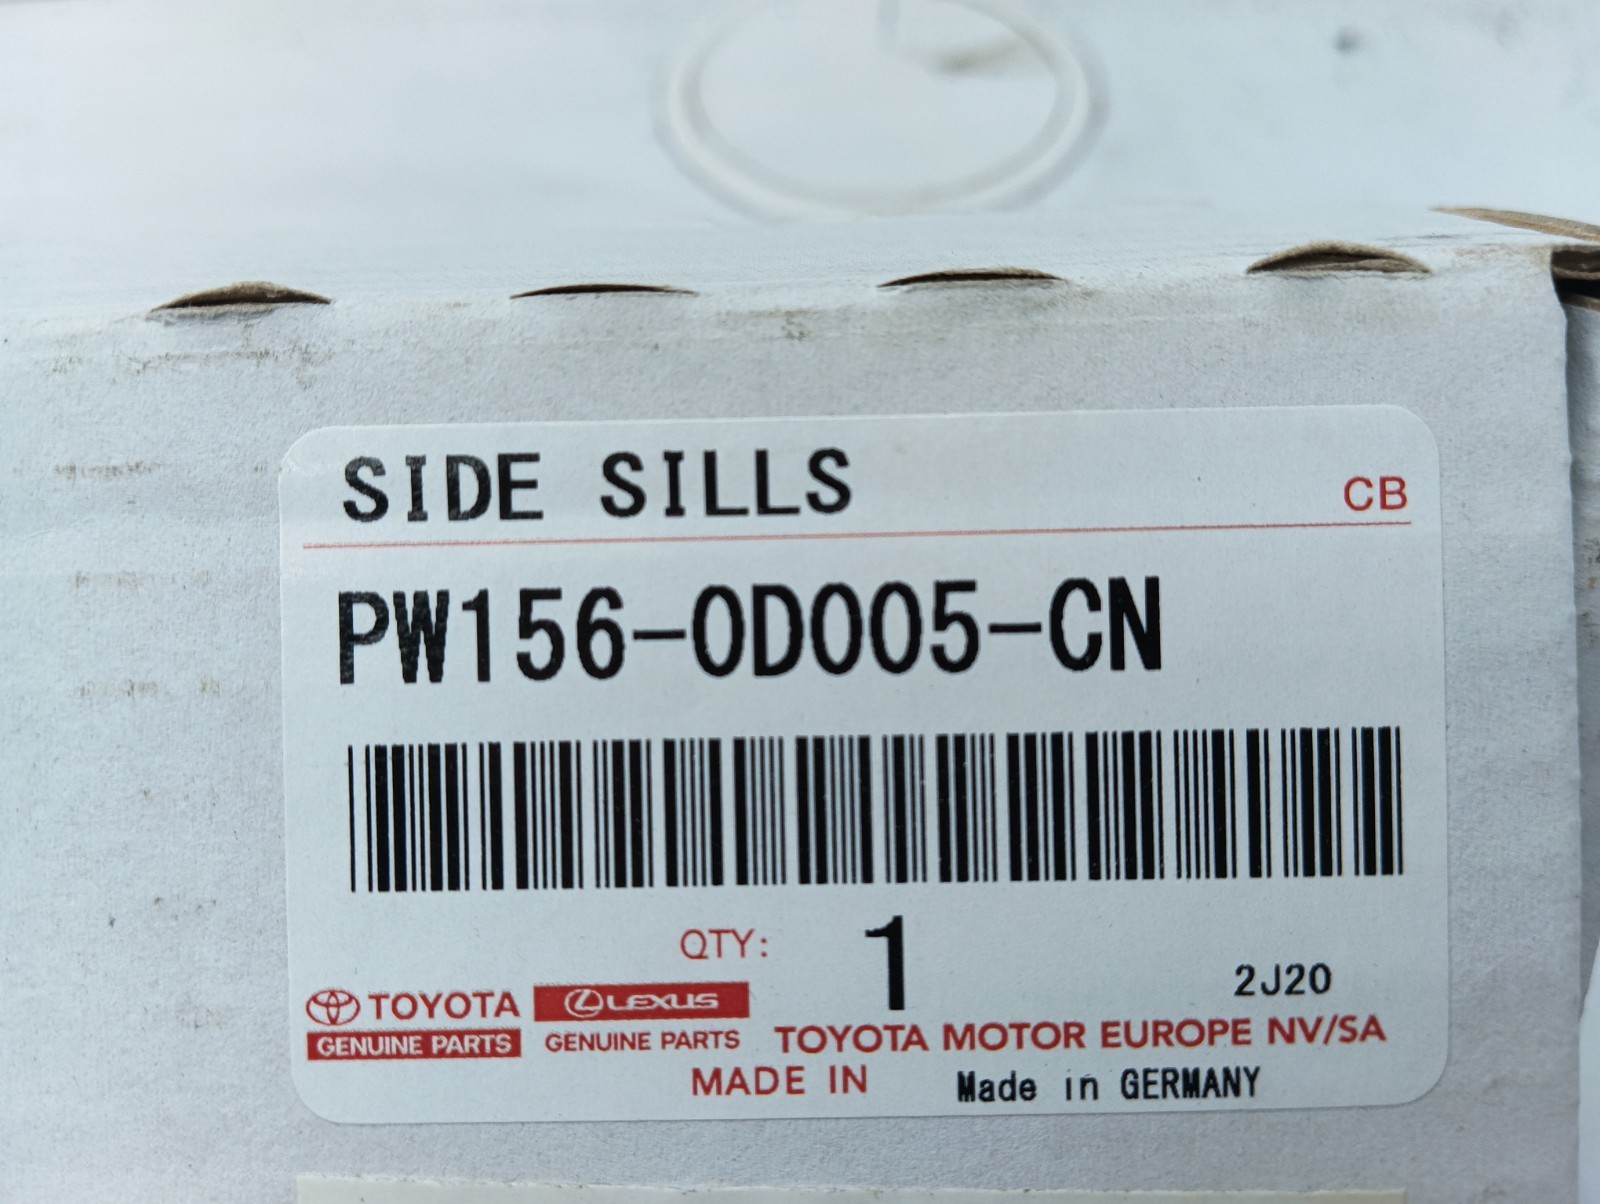 SIDE SILLS CB
PW156-0D005-CN
QTY: 1 2J20
TOYOTA LEXUS
GENUINE PARTS GENUINE PARTS TOYOTA MOTOR EUROPE NV/SA
MADE IN Made in GERMANY